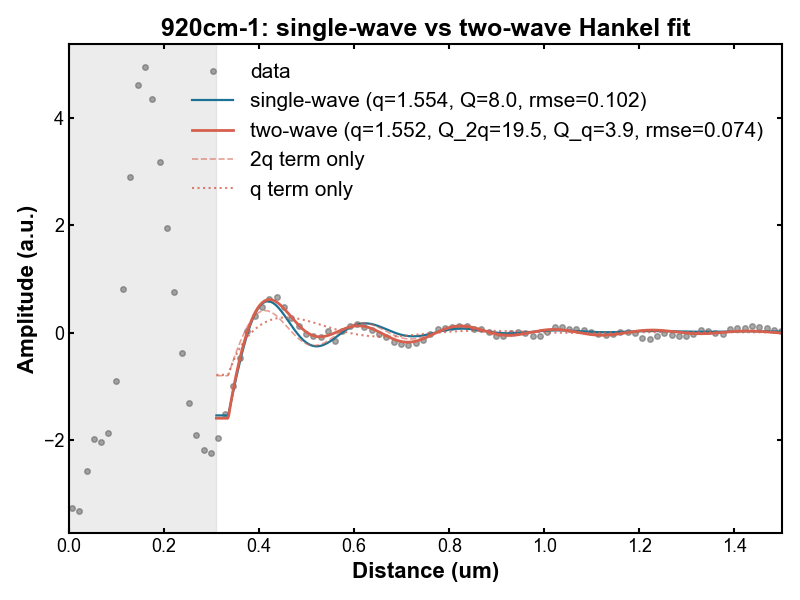 920cm-1: single-wave vs two-wave Hankel fit
data
single-wave (q=1.554, Q=8.0, rmse=0.102)
two-wave (q=1.552, Q_2q=19.5, Q_q=3.9, rmse=0.074)
2q term only
q term only
Amplitude (a.u.)
4
2
0
−2
0.0 0.2 0.4 0.6 0.8 1.0 1.2 1.4
Distance (um)